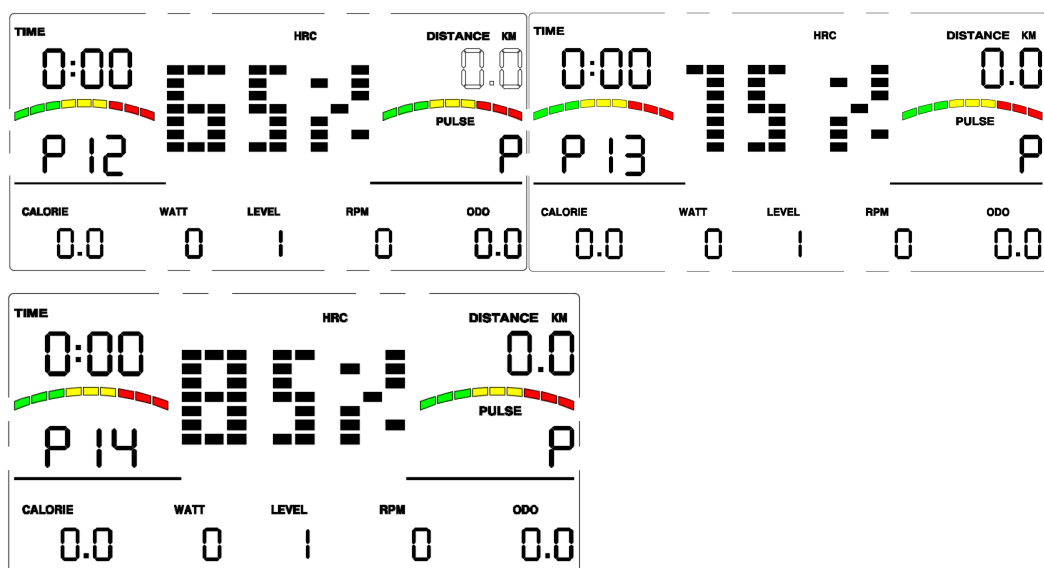 TIME HRC DISTANCE KM
0:00 65% 0.0
PULSE
P12 P
CALORIE WATT LEVEL RPM ODO
0.0 0 1 0 0.0
TIME HRC DISTANCE KM
0:00 75% 0.0
PULSE
P13 P
CALORIE WATT LEVEL RPM ODO
0.0 0 1 0 0.0
TIME HRC DISTANCE KM
0:00 85% 0.0
PULSE
P14 P
CALORIE WATT LEVEL RPM ODO
0.0 0 1 0 0.0